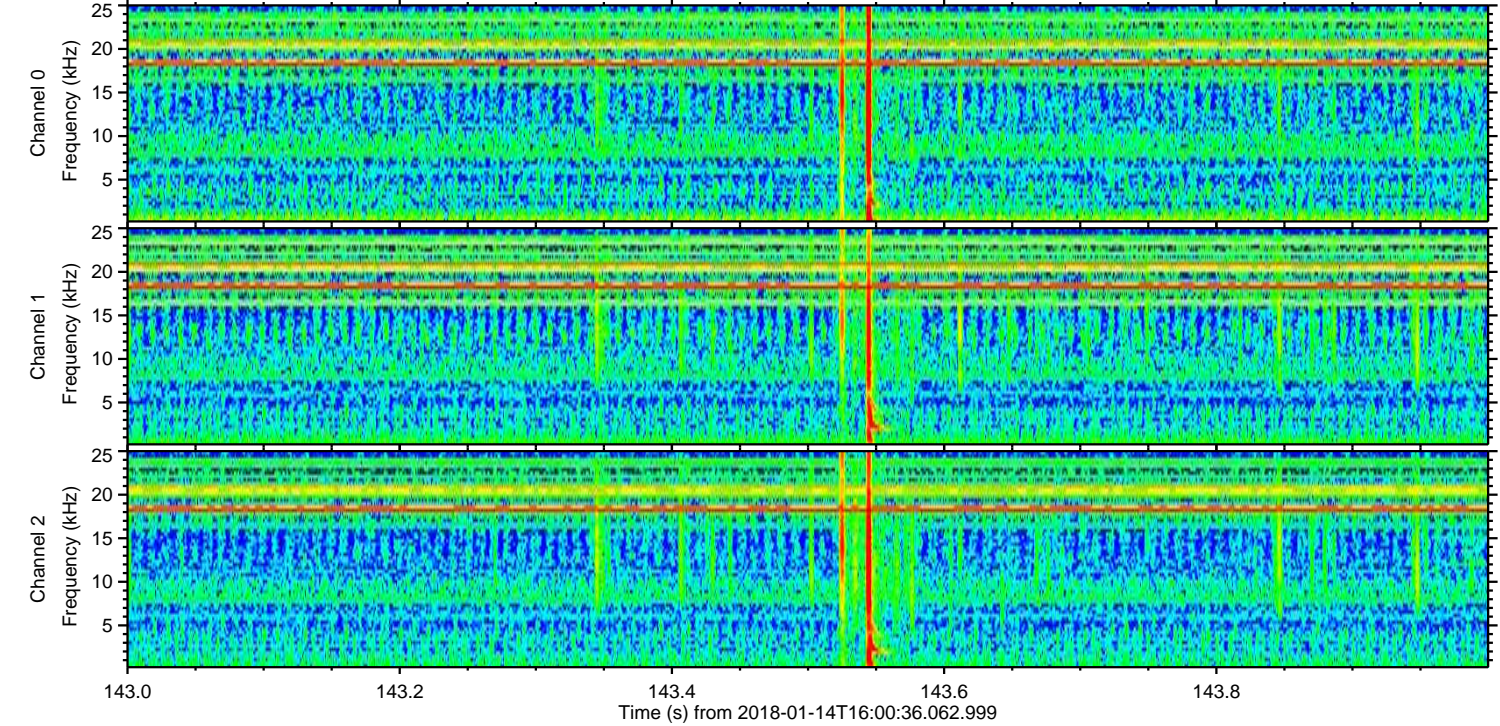 25
20
15
10
5
Channel 0
Frequency (kHz)
25
20
15
10
5
Channel 1
Frequency (kHz)
25
20
15
10
5
Channel 2
Frequency (kHz)
143.0 143.2 143.4 143.6 143.8
Time (s) from 2018-01-14T16:00:36.062.999